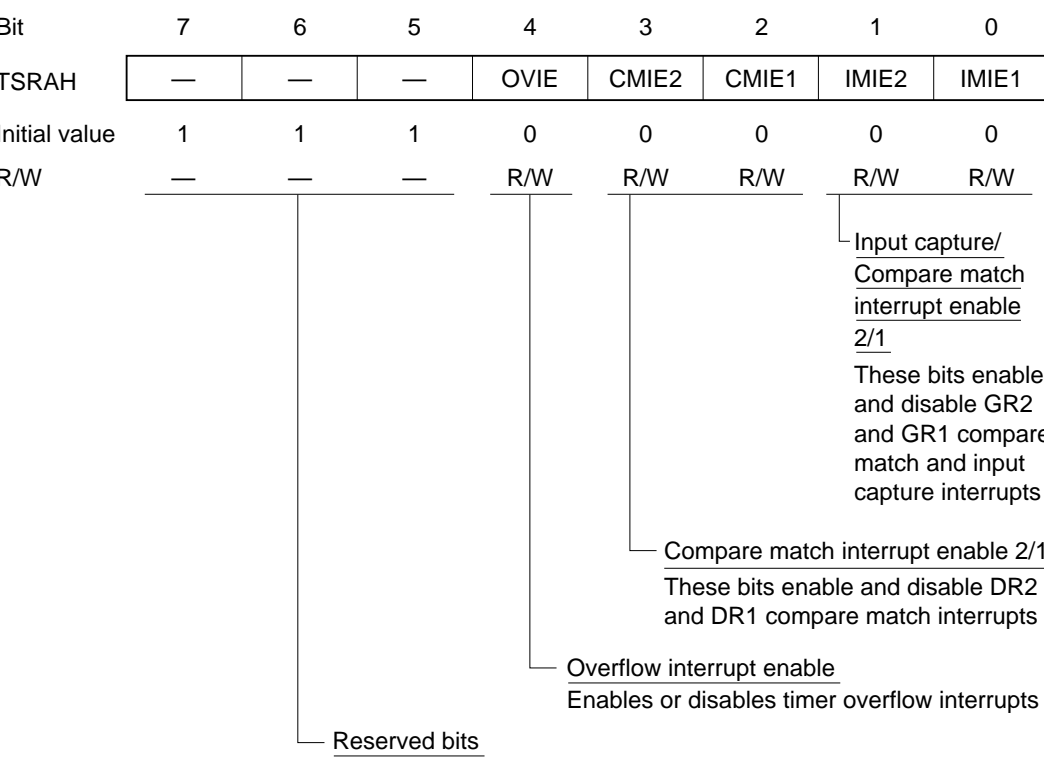 Bit 7 6 5 4 3 2 1 0
TSRAH — — — OVIE CMIE2 CMIE1 IMIE2 IMIE1
Initial value 1 1 1 0 0 0 0 0
R/W — — — R/W R/W R/W R/W R/W
Input capture/
Compare match
interrupt enable
2/1
These bits enable
and disable GR2
and GR1 compare
match and input
capture interrupts
Compare match interrupt enable 2/1
These bits enable and disable DR2
and DR1 compare match interrupts
Overflow interrupt enable
Enables or disables timer overflow interrupts
Reserved bits